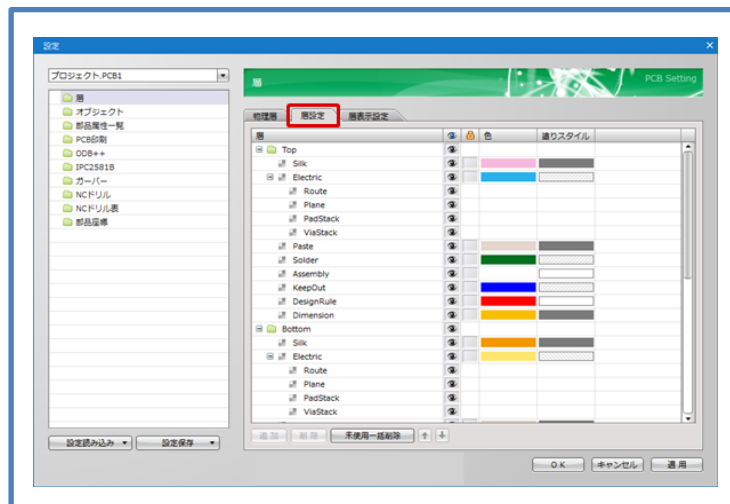 設定
プロジェクト.PCB1
層
オブジェクト
部品属性一覧
PCB印刷
ODB++
IPC2581B
ガーバー
NCドリル
NCドリル表
部品座標
設定読み込み
設定保存
層
PCB Setting
物理層 層設定 層表示設定
層 色 塗りスタイル
Top
Silk
Electric
Route
Plane
PadStack
ViaStack
Paste
Solder
Assembly
KeepOut
DesignRule
Dimension
Bottom
Silk
Electric
Route
Plane
PadStack
ViaStack
追加 削除 未使用一括削除
OK キャンセル 適用